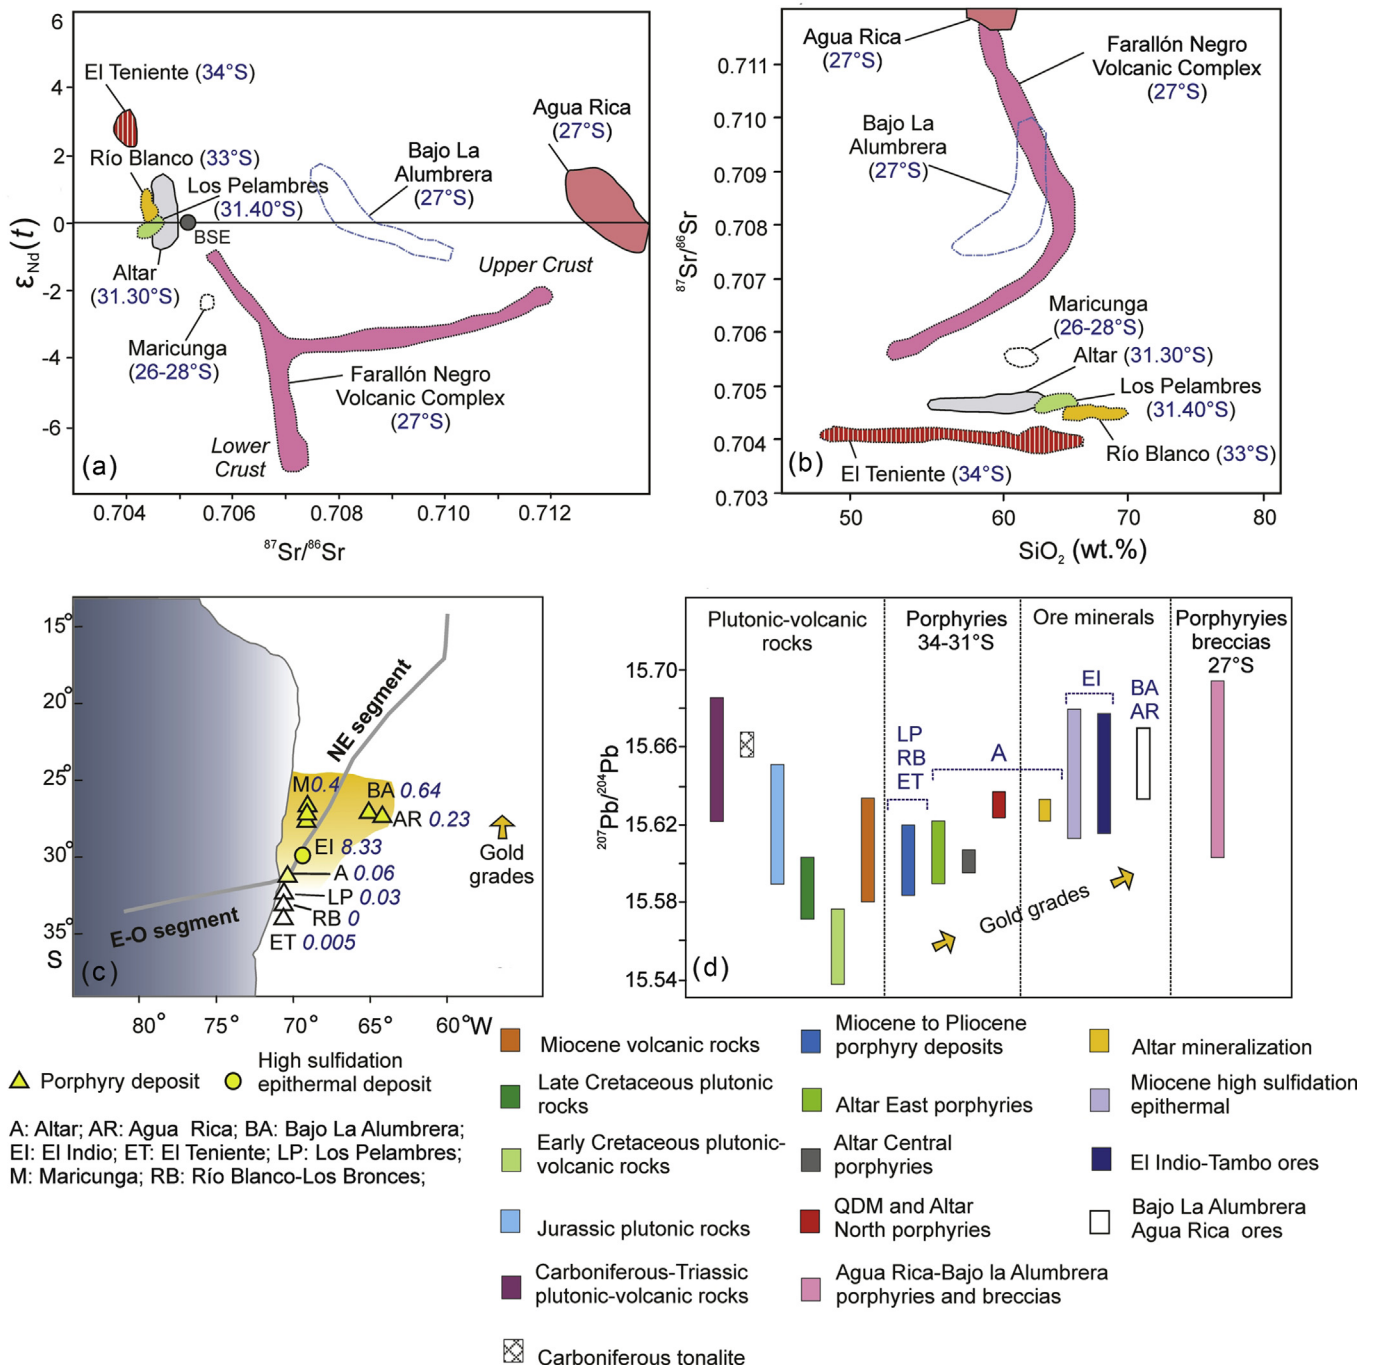 6
4
2
0
-2
-4
-6
εNd(t)
El Teniente (34°S)
Río Blanco (33°S)
Los Pelambres
(31.40°S)
BSE
Altar
(31.30°S)
Maricunga
(26-28°S)
Bajo La
Alumbrera
(27°S)
Agua Rica
(27°S)
Upper Crust
Farallón Negro
Volcanic Complex
(27°S)
Lower
Crust
(a)
0.704
0.706
0.708
0.710
0.712
87Sr/86Sr
0.711
0.710
0.709
0.708
0.707
0.706
0.705
0.704
0.703
87Sr/86Sr
Agua Rica
(27°S)
Farallón Negro
Volcanic Complex
(27°S)
Bajo La
Alumbrera
(27°S)
Maricunga
(26-28°S)
Altar (31.30°S)
Los Pelambres
(31.40°S)
Río Blanco (33°S)
El Teniente (34°S)
(b)
50
60
70
80
SiO2 (wt.%)
15°
20°
25°
30°
35°
S
NE segment
E-O segment
M0.4
BA 0.64
AR 0.23
EI 8.33
A 0.06
LP 0.03
RB 0
ET 0.005
Gold
grades
(c)
80°
75°
70°
65°
60°W
15.70
15.66
15.62
15.58
15.54
207Pb/204Pb
Plutonic-volcanic
rocks
Porphyries
34-31°S
Ore minerals
Porphyryies
breccias
27°S
LP
RB
ET
A
EI
BA
AR
Gold grades
(d)
Porphyry deposit
High sulfidation
epithermal deposit
A: Altar; AR: Agua Rica; BA: Bajo La Alumbrera;
EI: El Indio; ET: El Teniente; LP: Los Pelambres;
M: Maricunga; RB: Río Blanco-Los Bronces;
Miocene volcanic rocks
Late Cretaceous plutonic
rocks
Early Cretaceous plutonic-
volcanic rocks
Jurassic plutonic rocks
Carboniferous-Triassic
plutonic-volcanic rocks
Carboniferous tonalite
Miocene to Pliocene
porphyry deposits
Altar East porphyries
Altar Central
porphyries
QDM and Altar
North porphyries
Agua Rica-Bajo la Alumbrera
porphyries and breccias
Altar mineralization
Miocene high sulfidation
epithermal
El Indio-Tambo ores
Bajo La Alumbrera
Agua Rica ores